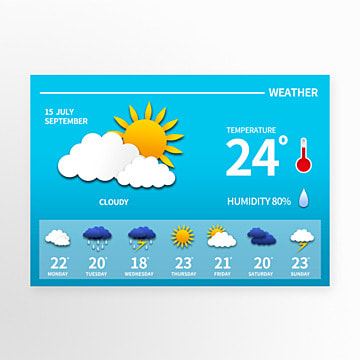 WEATHER
15 JULY
SEPTEMBER
TEMPERATURE
24°
CLOUDY
HUMIDITY 80%
22° 20° 18° 23° 21° 20° 23°
MONDAY TUESDAY WEDNESDAY THURSDAY FRIDAY SATURDAY SUNDAY